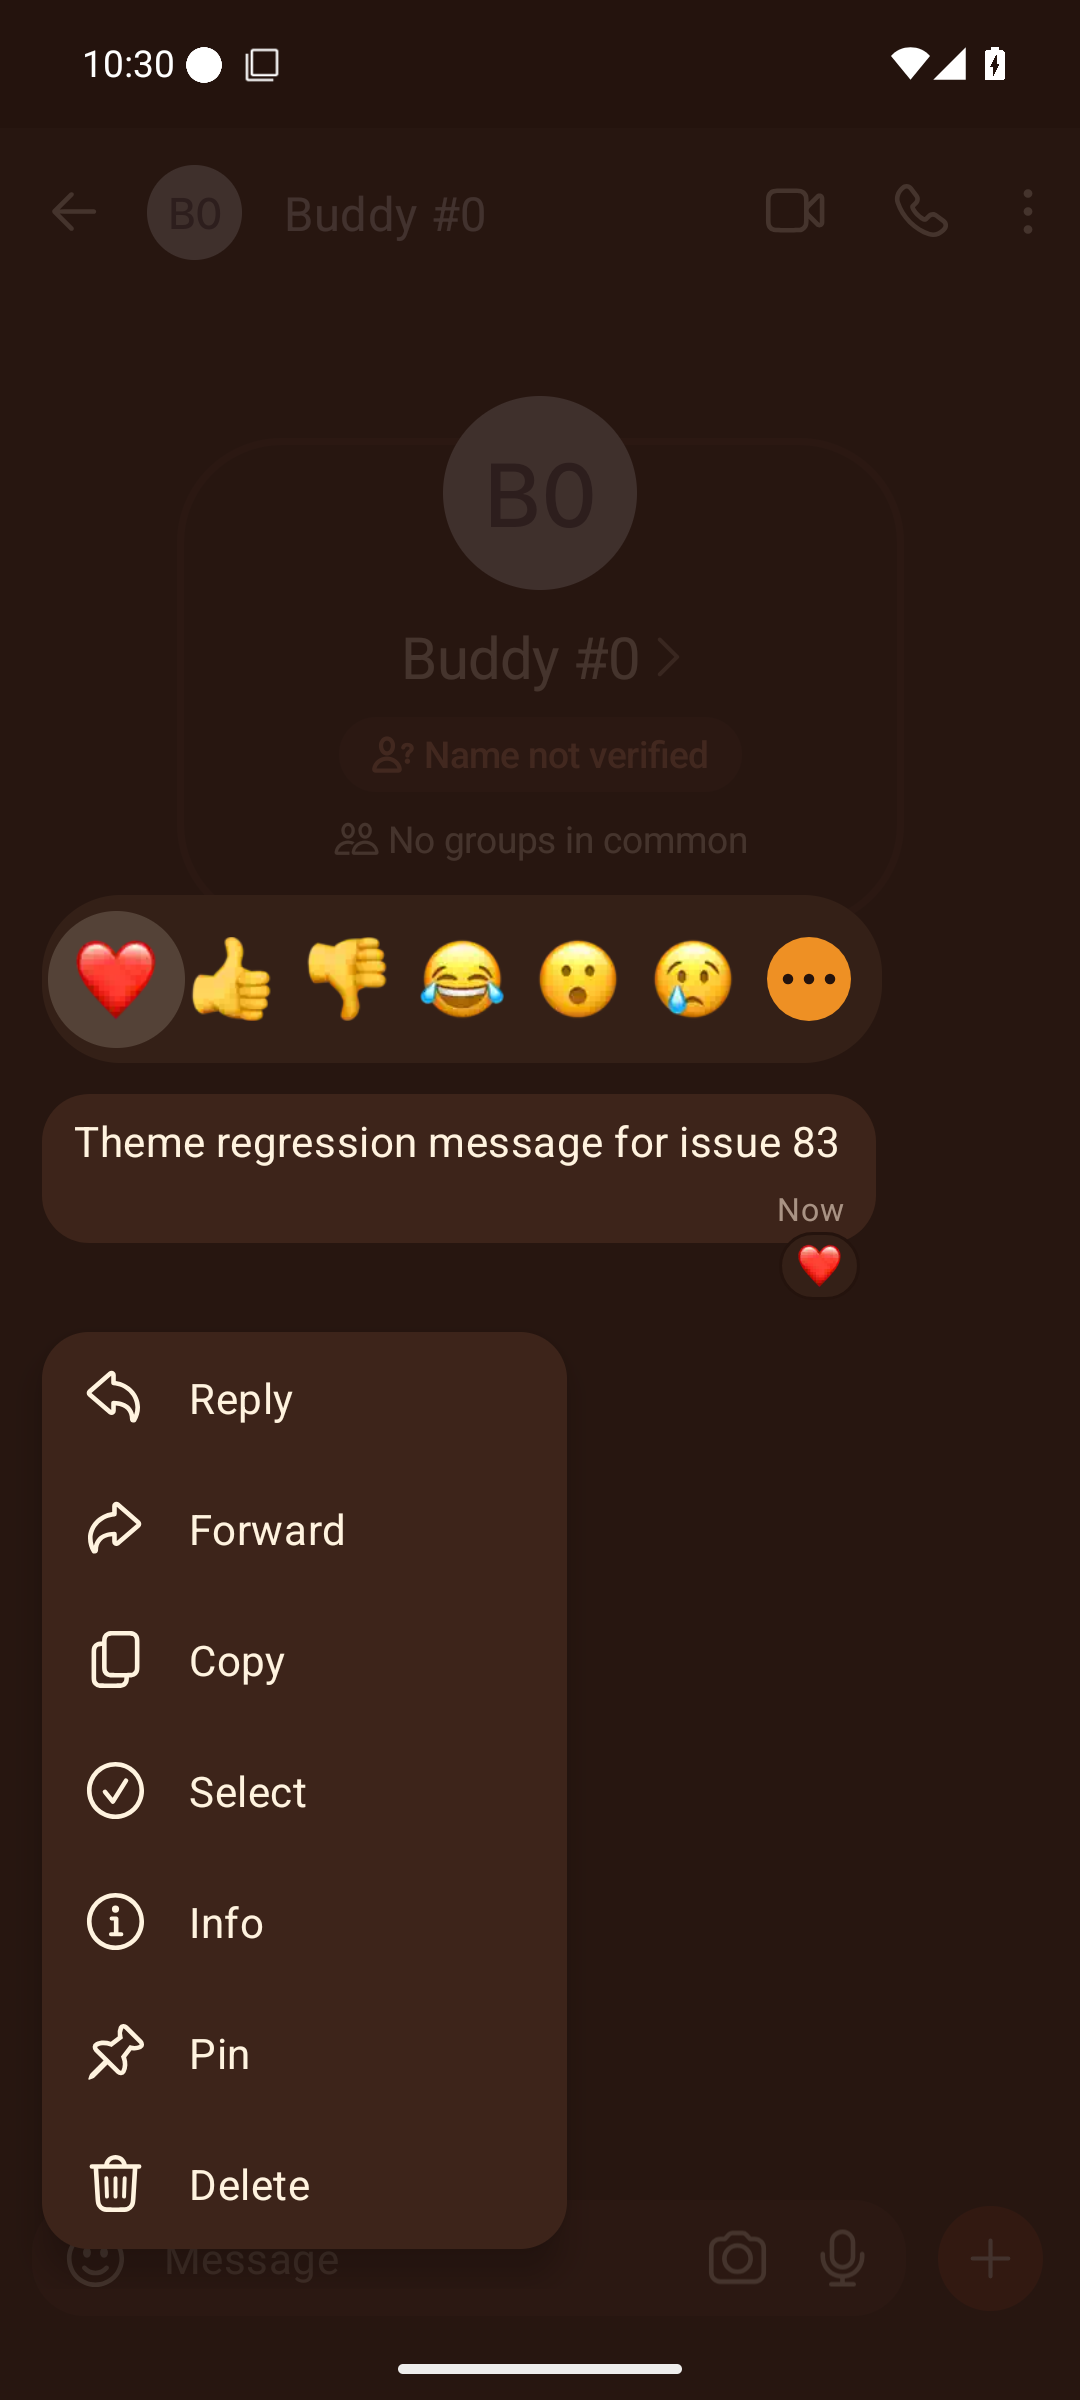 10:30
B0 Buddy #0
B0
Buddy #0
Name not verified
No groups in common
Theme regression message for issue 83
Now
Reply
Forward
Copy
Select
Info
Pin
Delete
Message